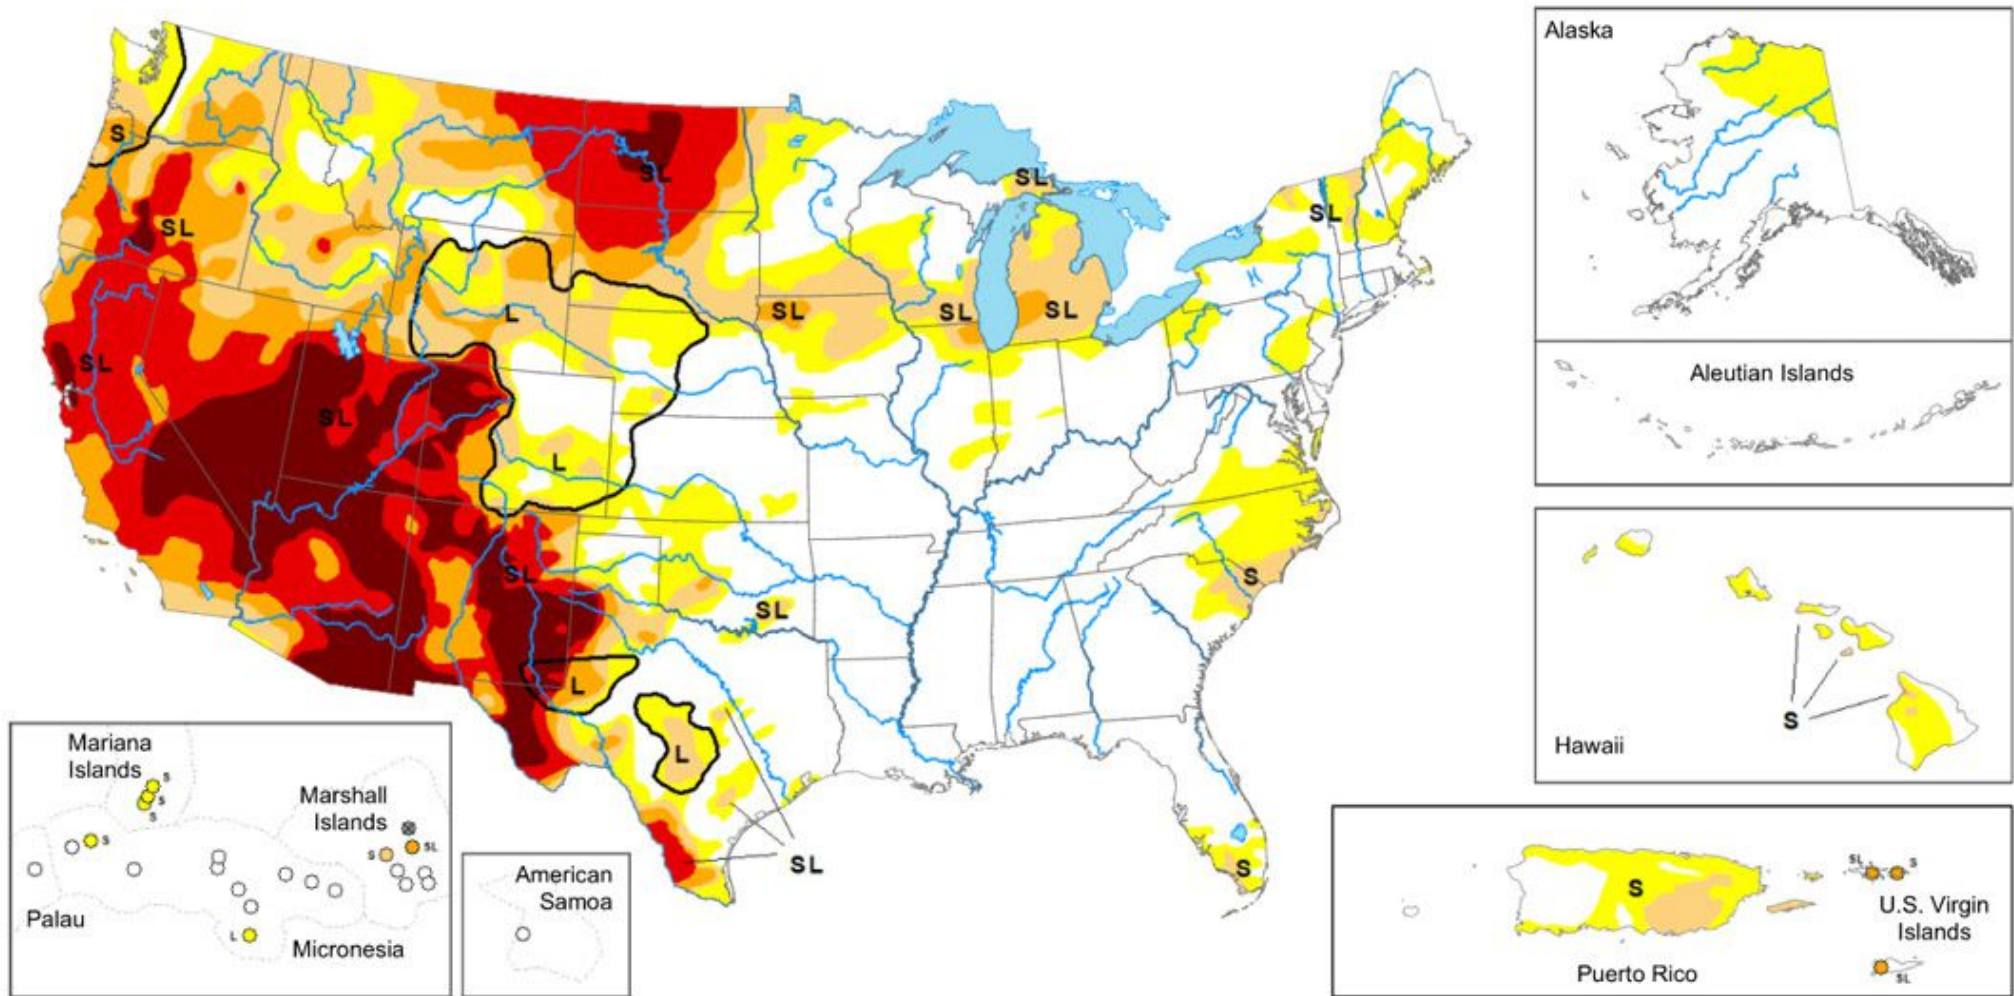 S
SL
SL
SL
SL
L
L
SL
L
L
SL
SL
SL
SL
SL
SL
SL
S
S
Alaska
Aleutian Islands
Hawaii
S
Mariana
Islands
S
S
S
S
Marshall
Islands
S
SL
Palau
L
Micronesia
American
Samoa
S
SL
S
U.S. Virgin
Islands
SL
Puerto Rico